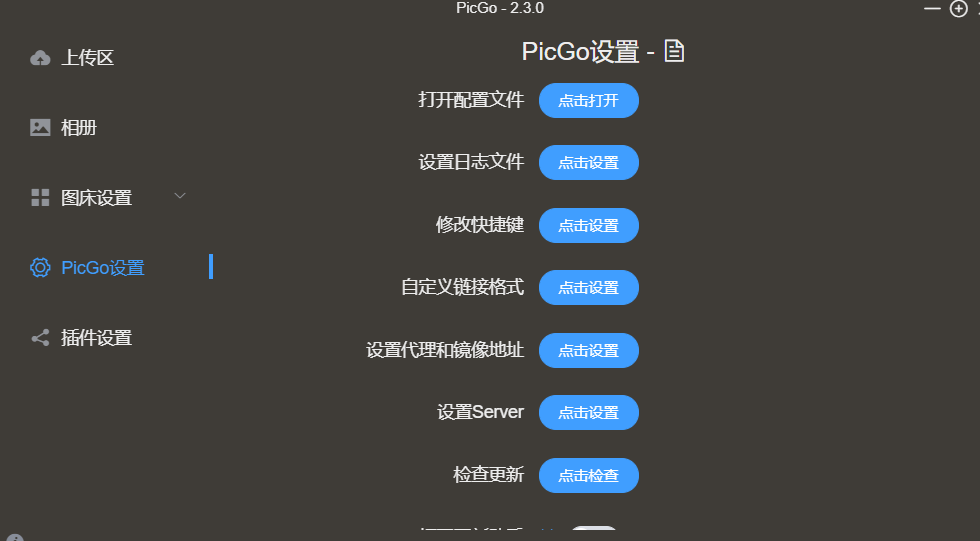 PicGo - 2.3.0
上传区
相册
图床设置
PicGo设置
插件设置
PicGo设置 -
打开配置文件 点击打开
设置日志文件 点击设置
修改快捷键 点击设置
自定义链接格式 点击设置
设置代理和镜像地址 点击设置
设置Server 点击设置
检查更新 点击检查